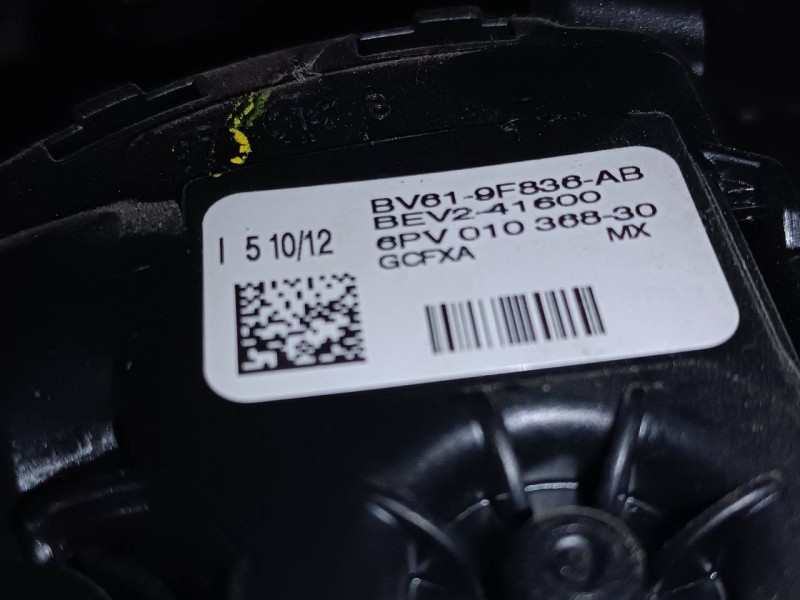 BV61-9F836-AB
BEV2-41600
6PV 010 368-30
GCFXA MX
I 5 10/12